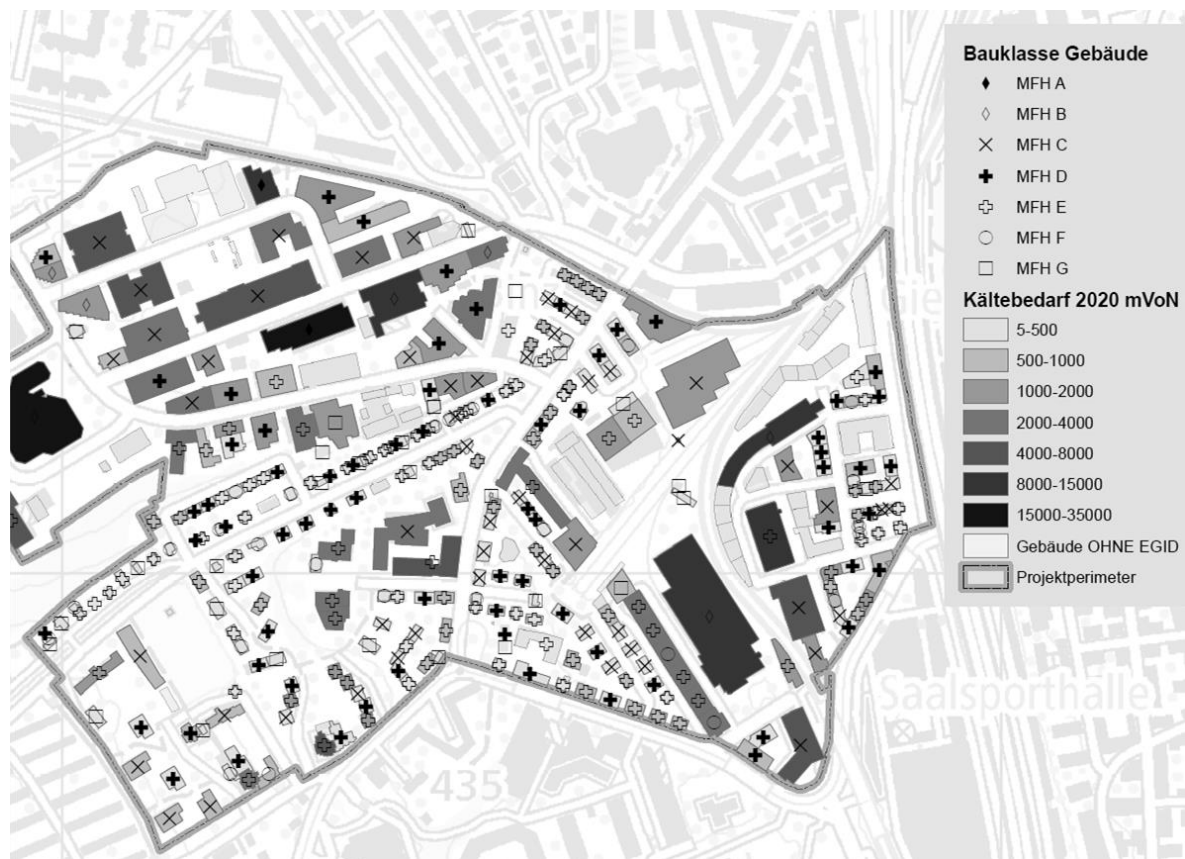 Bauklasse Gebäude
MFH A
MFH B
MFH C
MFH D
MFH E
MFH F
MFH G
Kältebedarf 2020 mVoN
5-500
500-1000
1000-2000
2000-4000
4000-8000
8000-15000
15000-35000
Gebäude OHNE EGID
Projektperimeter
435